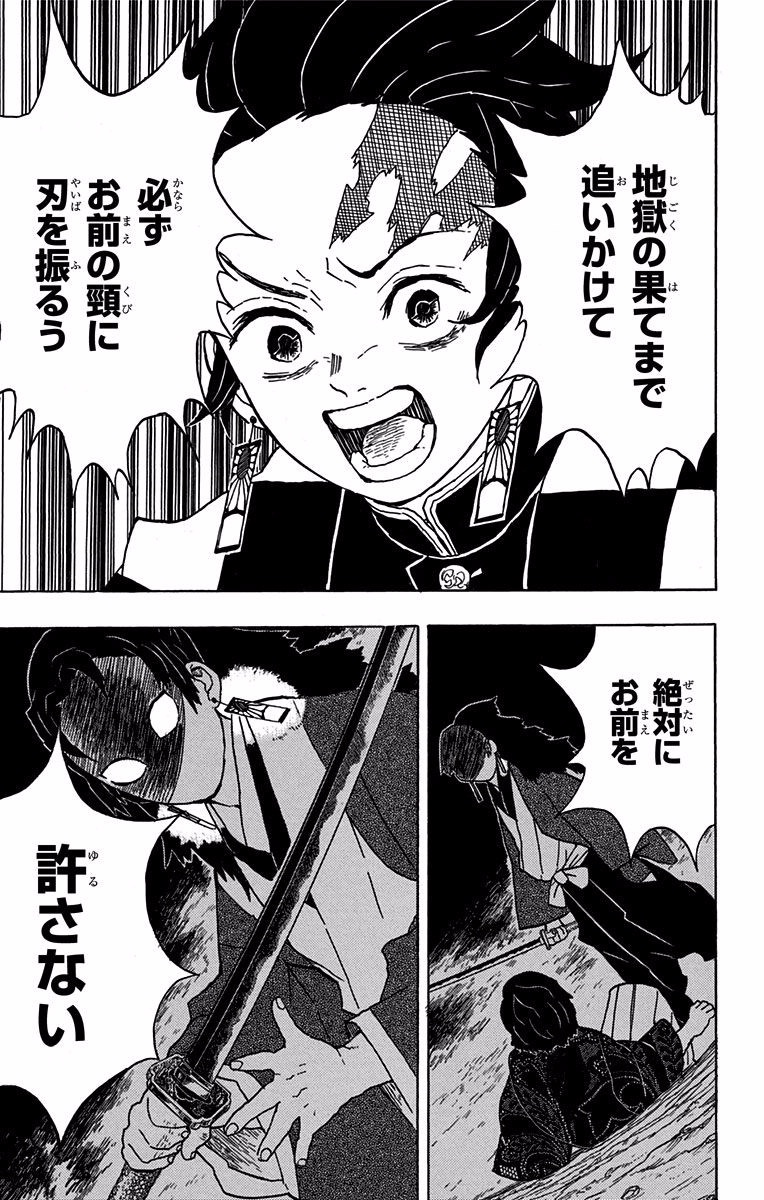 地獄の果てまで
追いかけて
必ず
お前の頸に
刃を振るう
絶対に
お前を
許さない